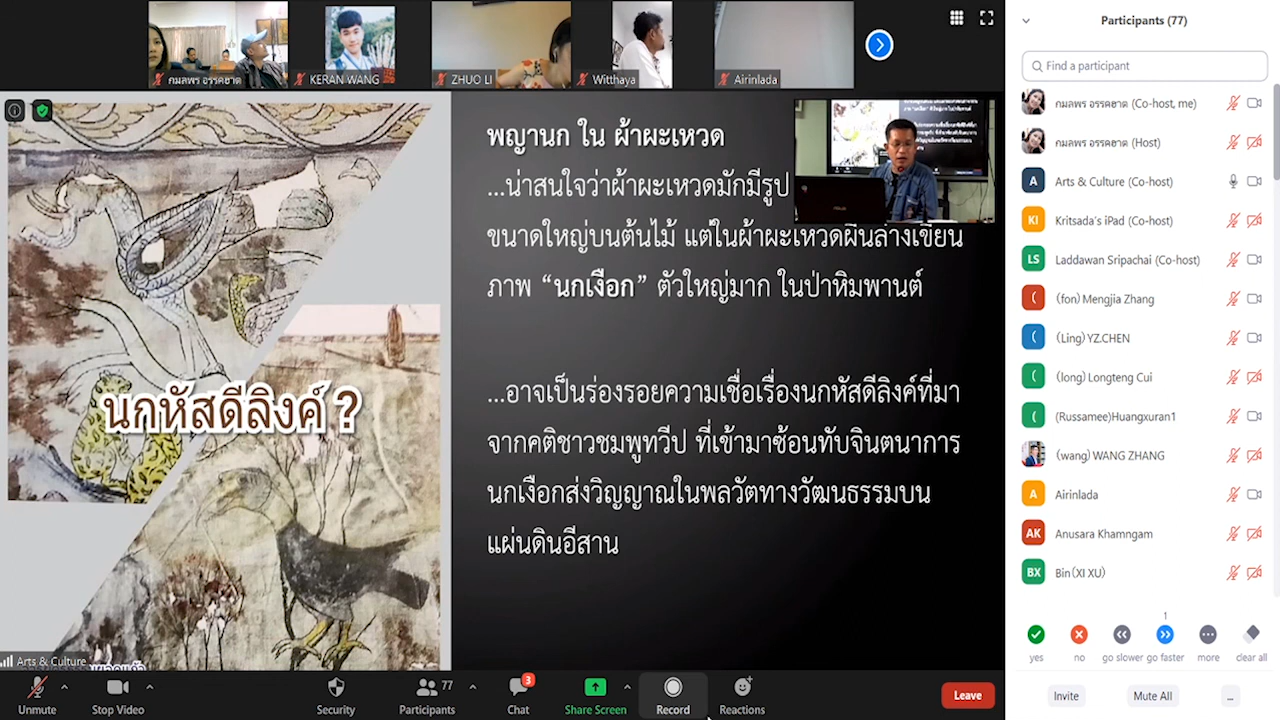 กมลพร อรรคฮาด
KERAN WANG
ZHUO LI
Witthaya
Airinlada
พญานก ใน ผ้าผะเหวด
...น่าสนใจว่าผ้าผะเหวดมักมีรูป
ขนาดใหญ่บนต้นไม้ แต่ในผ้าผะเหวดผืนล่างเขียน
ภาพ “นกเงือก” ตัวใหญ่มาก ในป่าหิมพานต์
...อาจเป็นร่องรอยความเชื่อเรื่องนกหัสดีลิงค์ที่มา
จากคติชาวชมพูทวีป ที่เข้ามาซ้อนทับจินตนาการ
นกเงือกส่งวิญญาณในพลวัตทางวัฒนธรรมบน
แผ่นดินอีสาน
นกหัสดีลิงค์ ?
Arts & Culture
Unmute
Stop Video
Security
77
Participants
3
Chat
Share Screen
Record
Reactions
Leave
Participants (77)
Find a participant
กมลพร อรรคฮาด (Co-host, me)
กมลพร อรรคฮาด (Host)
A Arts & Culture (Co-host)
KI Kritsada's iPad (Co-host)
LS Laddawan Sripachai (Co-host)
( (fon) Mengjia Zhang
( (Ling) YZ.CHEN
( (long) Longteng Cui
( (Russamee)Huangxuran1
(wang) WANG ZHANG
A Airinlada
AK Anusara Khamngam
BX Bin(XI XU)
1
yes
no
go slower
go faster
more
clear all
Invite
Mute All
...